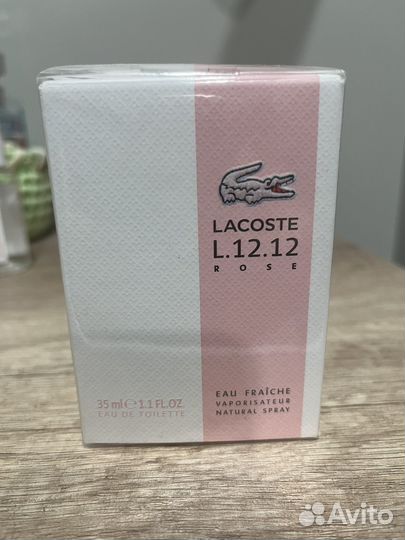 LACOSTE
L.12.12
ROSE
35 ml ℮ 1.1 FL.OZ.
EAU DE TOILETTE
EAU FRAÎCHE
VAPORISATEUR
NATURAL SPRAY
Avito